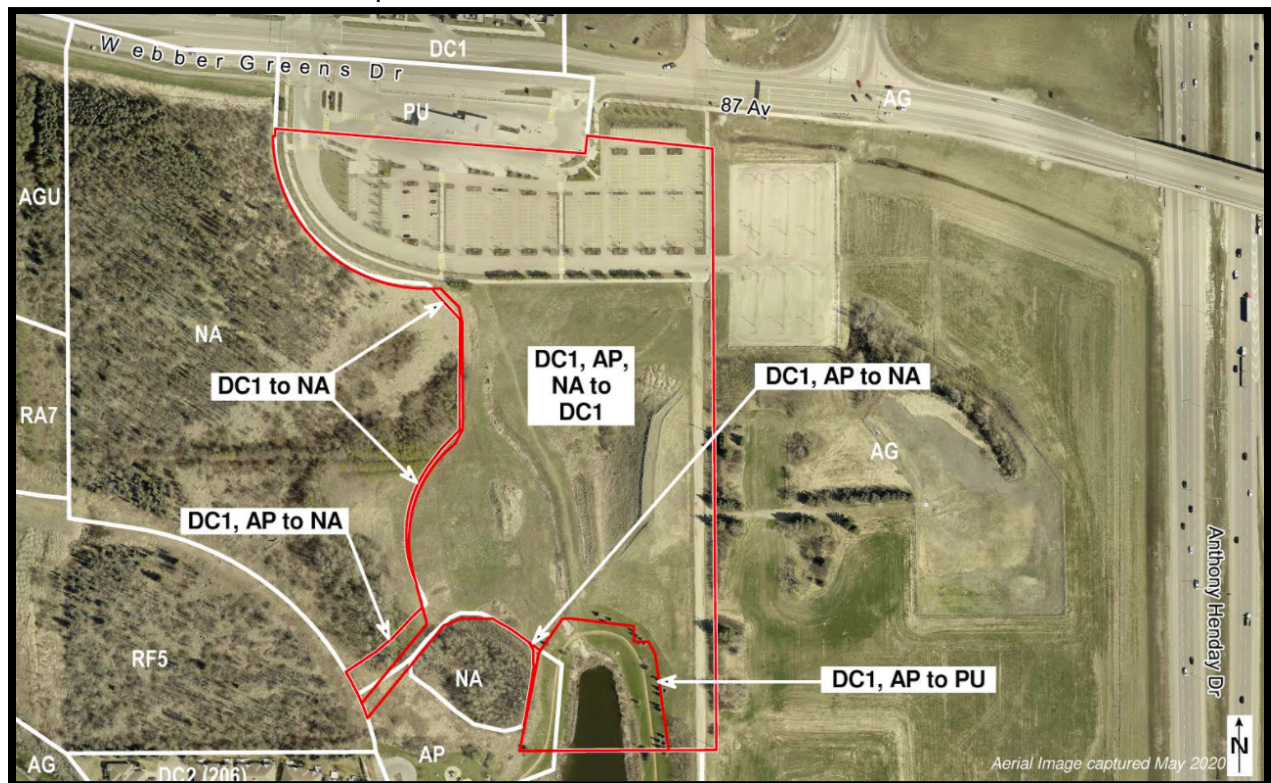 DC1
Webber Greens Dr
PU
87 Av
AG
AGU
NA
DC1 to NA
DC1, AP,
NA to
DC1
DC1, AP to NA
RA7
AG
DC1, AP to NA
Anthony Henday Dr
RF5
NA
DC1, AP to PU
AP
AG
DC2 (206)
Aerial Image captured May 2020
N